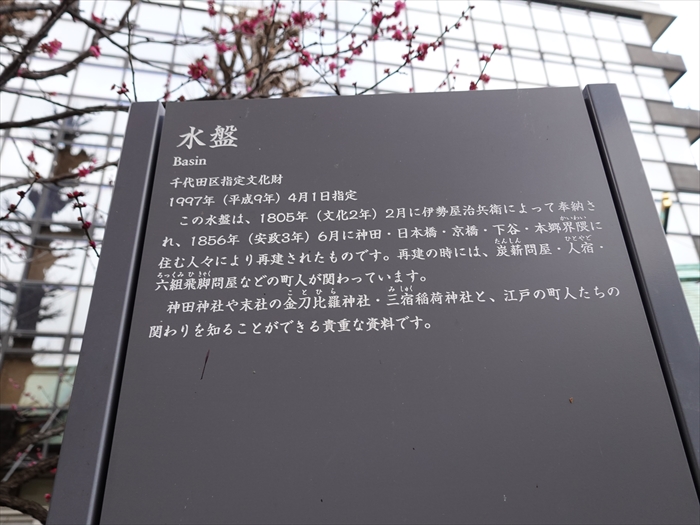 水盤
Basin
千代田区指定文化財
1997年（平成9年）4月1日指定
この水盤は、1805年（文化2年）2月に伊勢屋治兵衛によって奉納さ
れ、1856年（安政3年）6月に神田・日本橋・京橋・下谷・本郷界隈に
住む人々により再建されたものです。再建の時には、炭薪問屋・人宿・
六組飛脚問屋などの町人が関わっています。
神田神社や末社の金刀比羅神社・三宿稲荷神社と、江戸の町人たちの
関わりを知ることができる貴重な資料です。